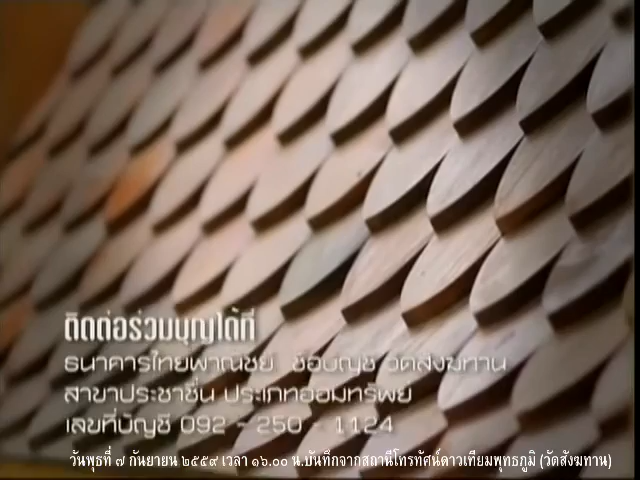 ติดต่อร่วมบุญได้ที่
ธนาคารไทยพาณิชย์ ชื่อบัญชี วัดสังฆทาน
สาขาประชาชื่น ประเภทออมทรัพย์
เลขที่บัญชี 092 - 250 - 1124
วันพุธที่ ๗ กันยายน ๒๕๕๙ เวลา ๑๖.๐๐ น.บันทึกจากสถานีโทรทัศน์ดาวเทียมพุทธภูมิ (วัดสังฆทาน)